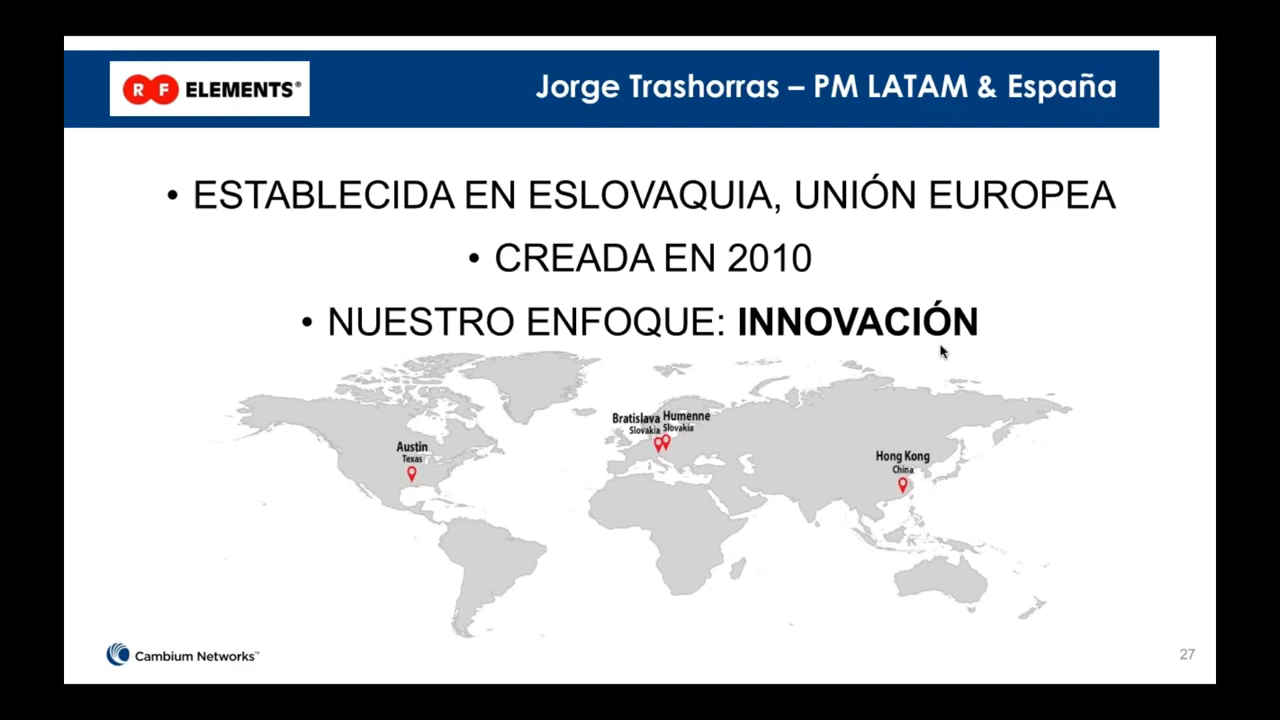 RF ELEMENTS®
Jorge Trashorras – PM LATAM & España
• ESTABLECIDA EN ESLOVAQUIA, UNIÓN EUROPEA
• CREADA EN 2010
• NUESTRO ENFOQUE: INNOVACIÓN
Bratislava
Slovakia
Humenne
Slovakia
Austin
Texas
Hong Kong
China
Cambium Networks™
27